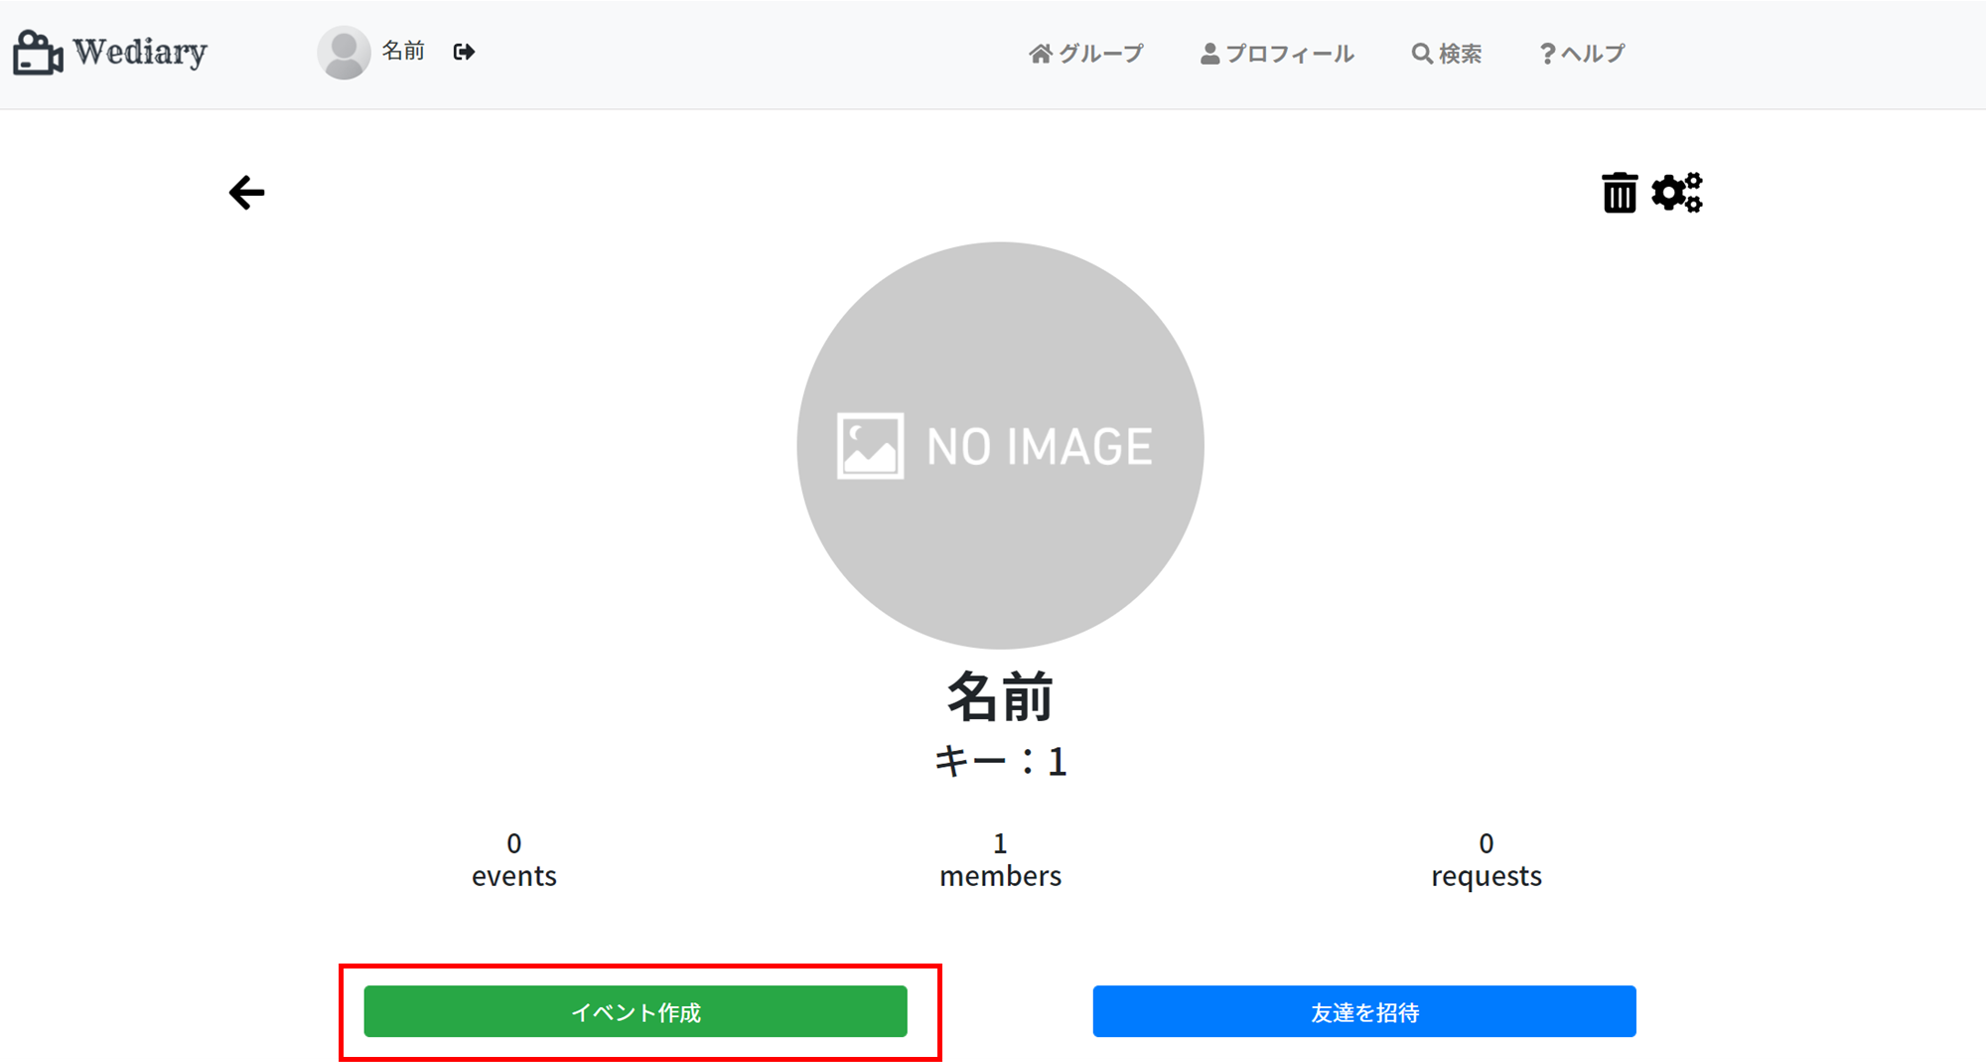 Wediary
名前
グループ
プロフィール
検索
?ヘルプ
NO IMAGE
名前
キー：1
0
events
1
members
0
requests
イベント作成
友達を招待